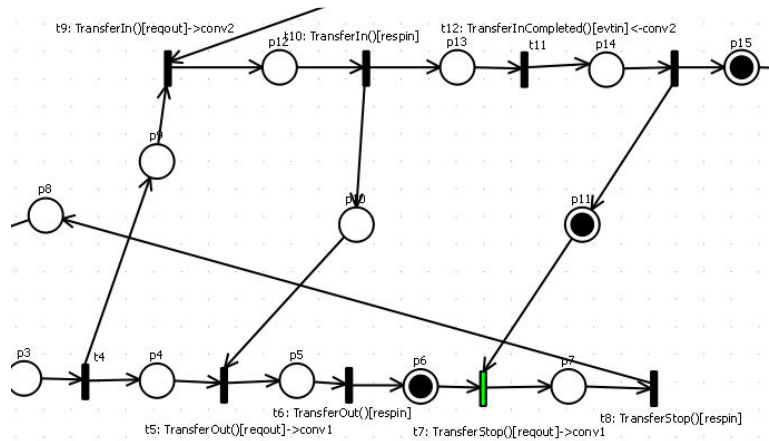 t9: TransferIn()[reqout]->conv2
t10: TransferIn()[respin]
t12: TransferInCompleted()[evtin]<-conv2
p12
p13
t11
p14
p15
p9
p8
p10
p11
p3
t4
p4
p5
p6
p7
t6: TransferOut()[respin]
t8: TransferStop()[respin]
t5: TransferOut()[reqout]->conv1
t7: TransferStop()[reqout]->conv1